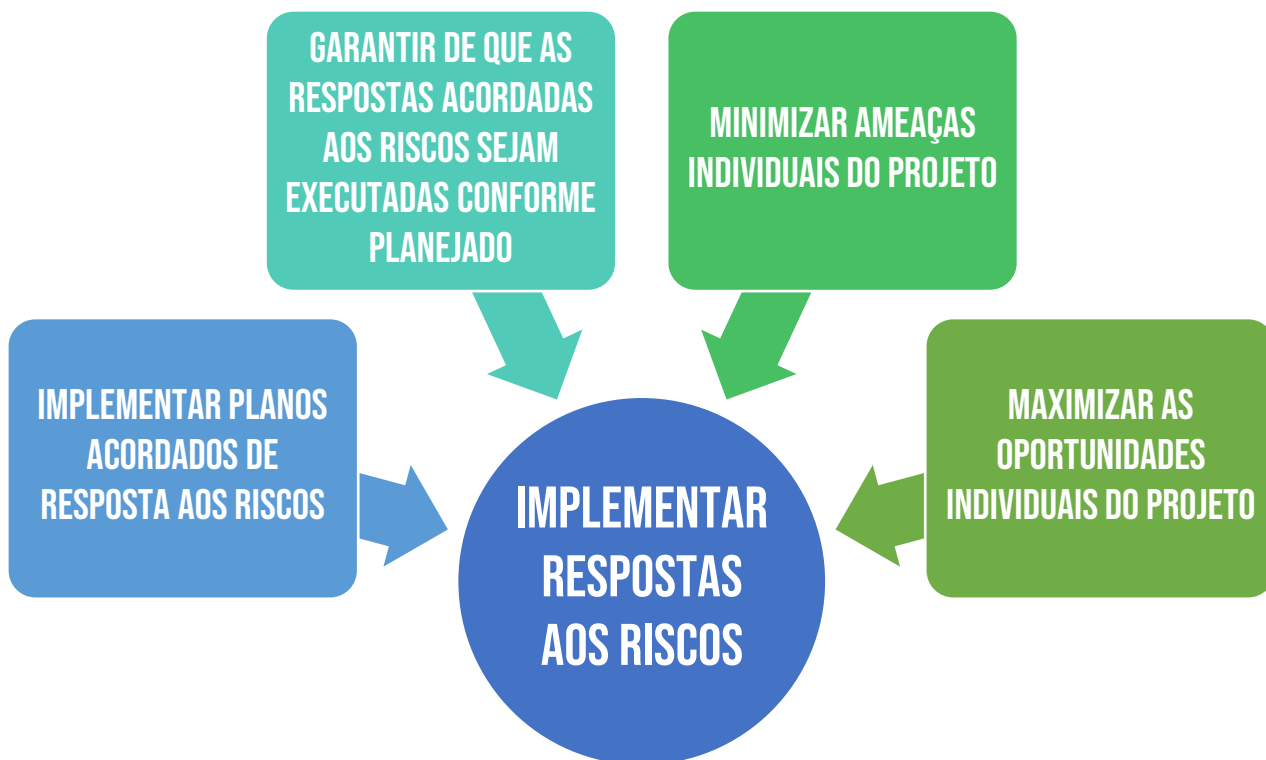 GARANTIR DE QUE AS
RESPOSTAS ACORDADAS
AOS RISCOS SEJAM
EXECUTADAS CONFORME
PLANEJADO
MINIMIZAR AMEAÇAS
INDIVIDUAIS DO PROJETO
IMPLEMENTAR PLANOS
ACORDADOS DE
RESPOSTA AOS RISCOS
MAXIMIZAR AS
OPORTUNIDADES
INDIVIDUAIS DO PROJETO
IMPLEMENTAR
RESPOSTAS
AOS RISCOS